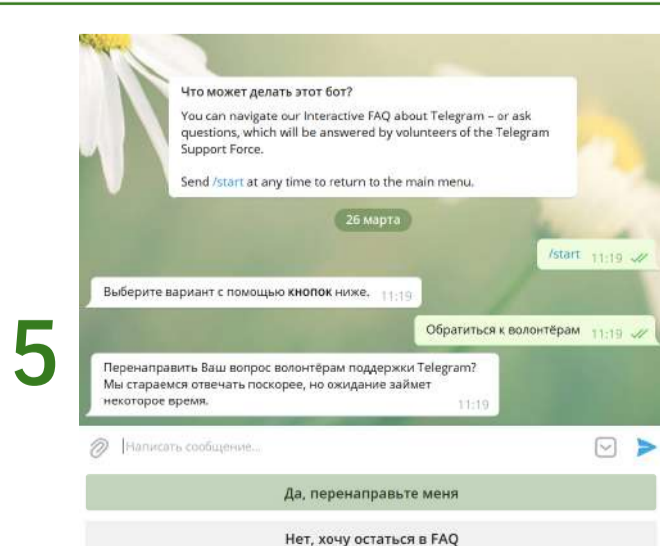 Что может делать этот бот?
You can navigate our Interactive FAQ about Telegram – or ask
questions, which will be answered by volunteers of the Telegram
Support Force.
Send /start at any time to return to the main menu.
26 марта
/start 11:19
Выберите вариант с помощью кнопок ниже. 11:19
Обратиться к волонтёрам 11:19
5
Перенаправить Ваш вопрос волонтёрам поддержки Telegram?
Мы стараемся отвечать поскорее, но ожидание займет
некоторое время. 11:19
Написать сообщение...
Да, перенаправьте меня
Нет, хочу остаться в FAQ